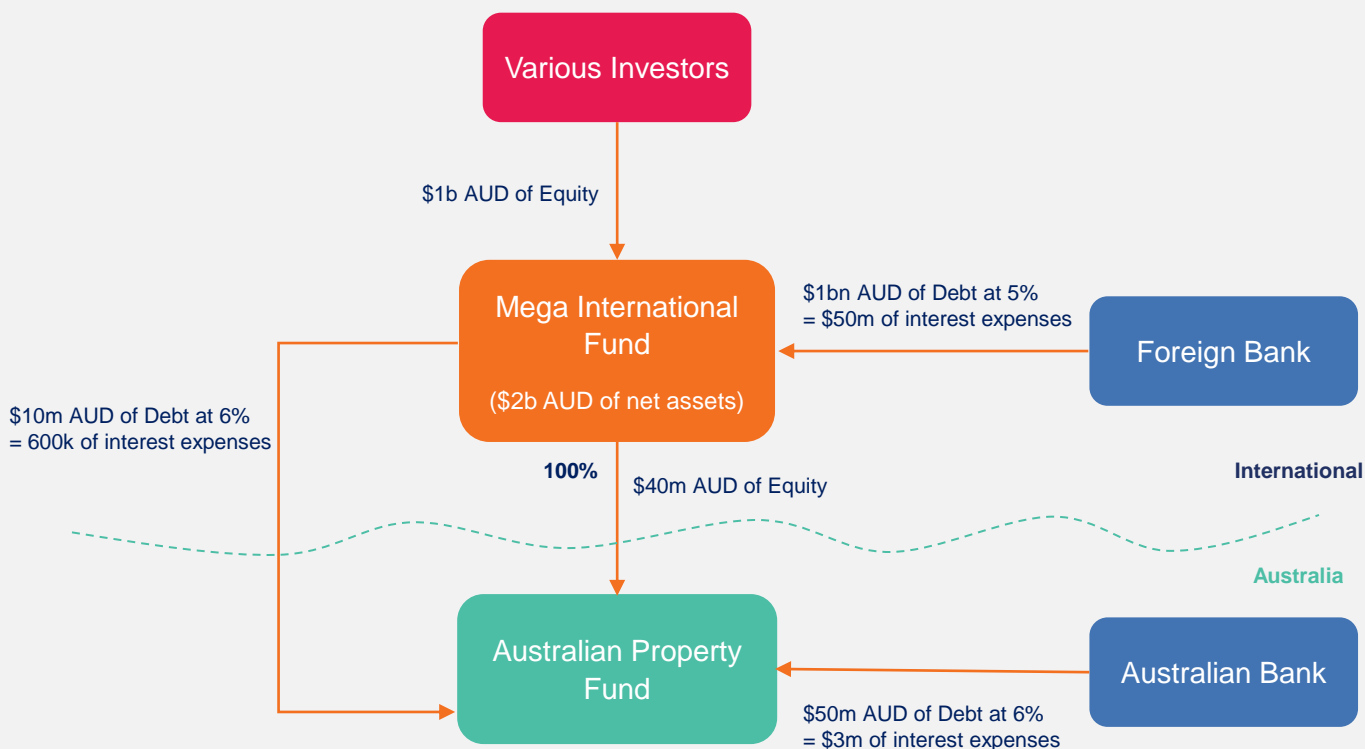 Various Investors
$1b AUD of Equity
Mega International
Fund
($2b AUD of net assets)
$1bn AUD of Debt at 5%
= $50m of interest expenses
Foreign Bank
$10m AUD of Debt at 6%
= 600k of interest expenses
100%
$40m AUD of Equity
International
Australia
Australian Property
Fund
Australian Bank
$50m AUD of Debt at 6%
= $3m of interest expenses